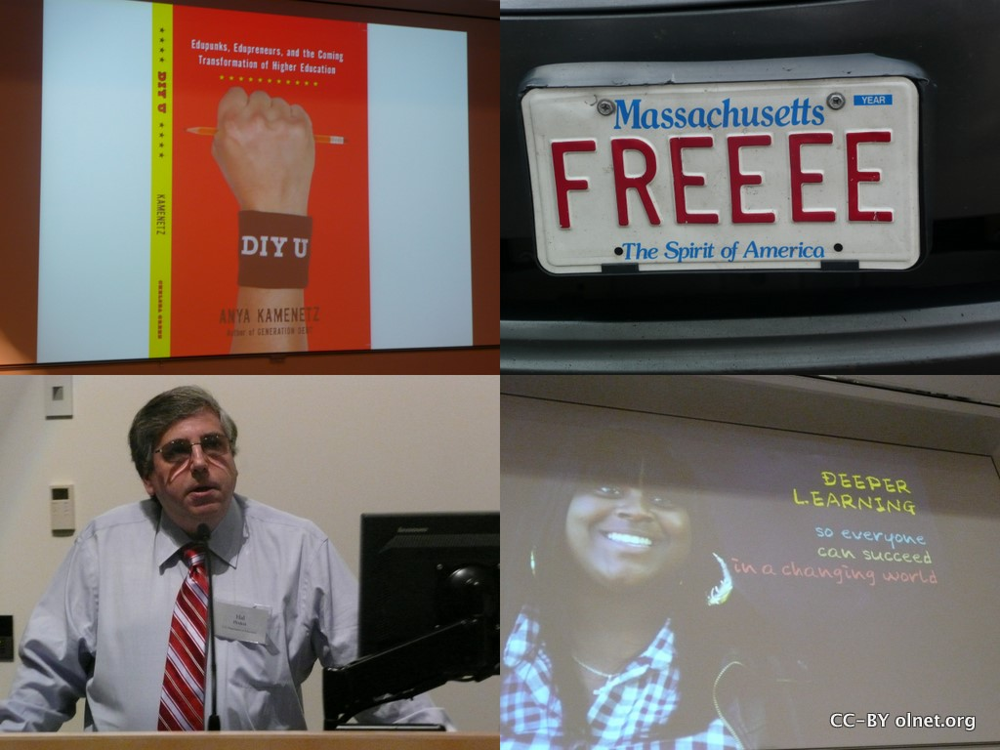 Edupunks, Edupreneurs, and the Coming
Transformation of Higher Education
DIY U
KAMENETZ
DIY U
ANYA KAMENETZ
Author of GENERATION DEBT
Massachusetts
YEAR
FREEEE
The Spirit of America
Hal
DEEPER
LEARNING
so everyone
can succeed
in a changing world
CC-BY olnet.org